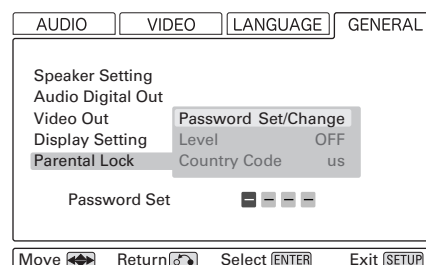 AUDIO VIDEO LANGUAGE GENERAL
Speaker Setting
Audio Digital Out
Video Out Password Set/Change
Display Setting Level OFF
Parental Lock Country Code us
Password Set – – – –
Move Return Select ENTER Exit SETUP